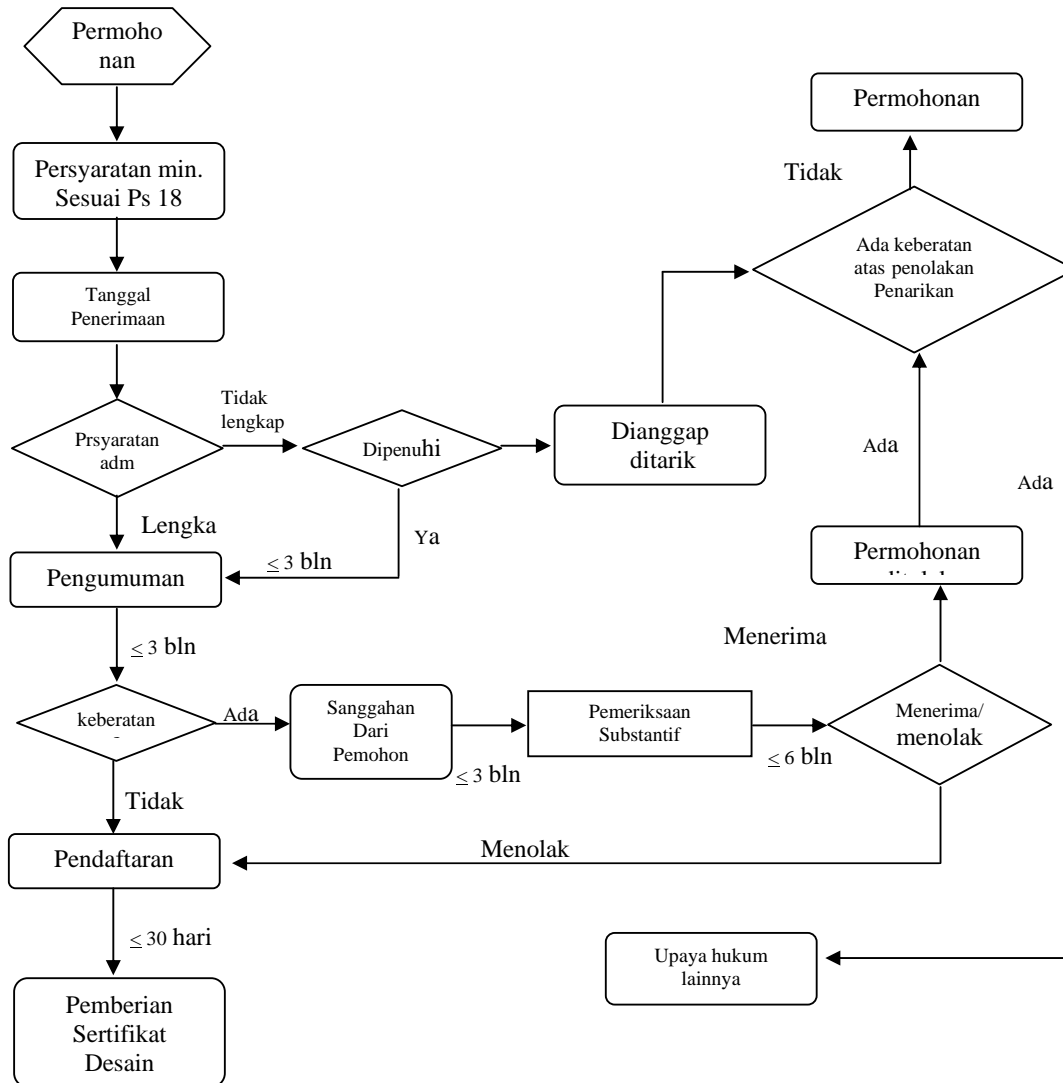 Permoho
nan
Persyaratan min.
Sesuai Ps 18
Tanggal
Penerimaan
Prsyaratan
adm
Tidak
lengkap
Dipenuhi
Dianggap
ditarik
Permohonan
Tidak
Ada keberatan
atas penolakan
Penarikan
Ada
Ada
Lengka
Ya
Pengumuman
≤ 3 bln
Permohonan
≤ 3 bln
Menerima
keberatan
Ada
Sanggahan
Dari
Pemohon
≤ 3 bln
Pemeriksaan
Substantif
≤ 6 bln
Menerima/
menolak
Tidak
Pendaftaran
Menolak
≤ 30 hari
Upaya hukum
lainnya
Pemberian
Sertifikat
Desain